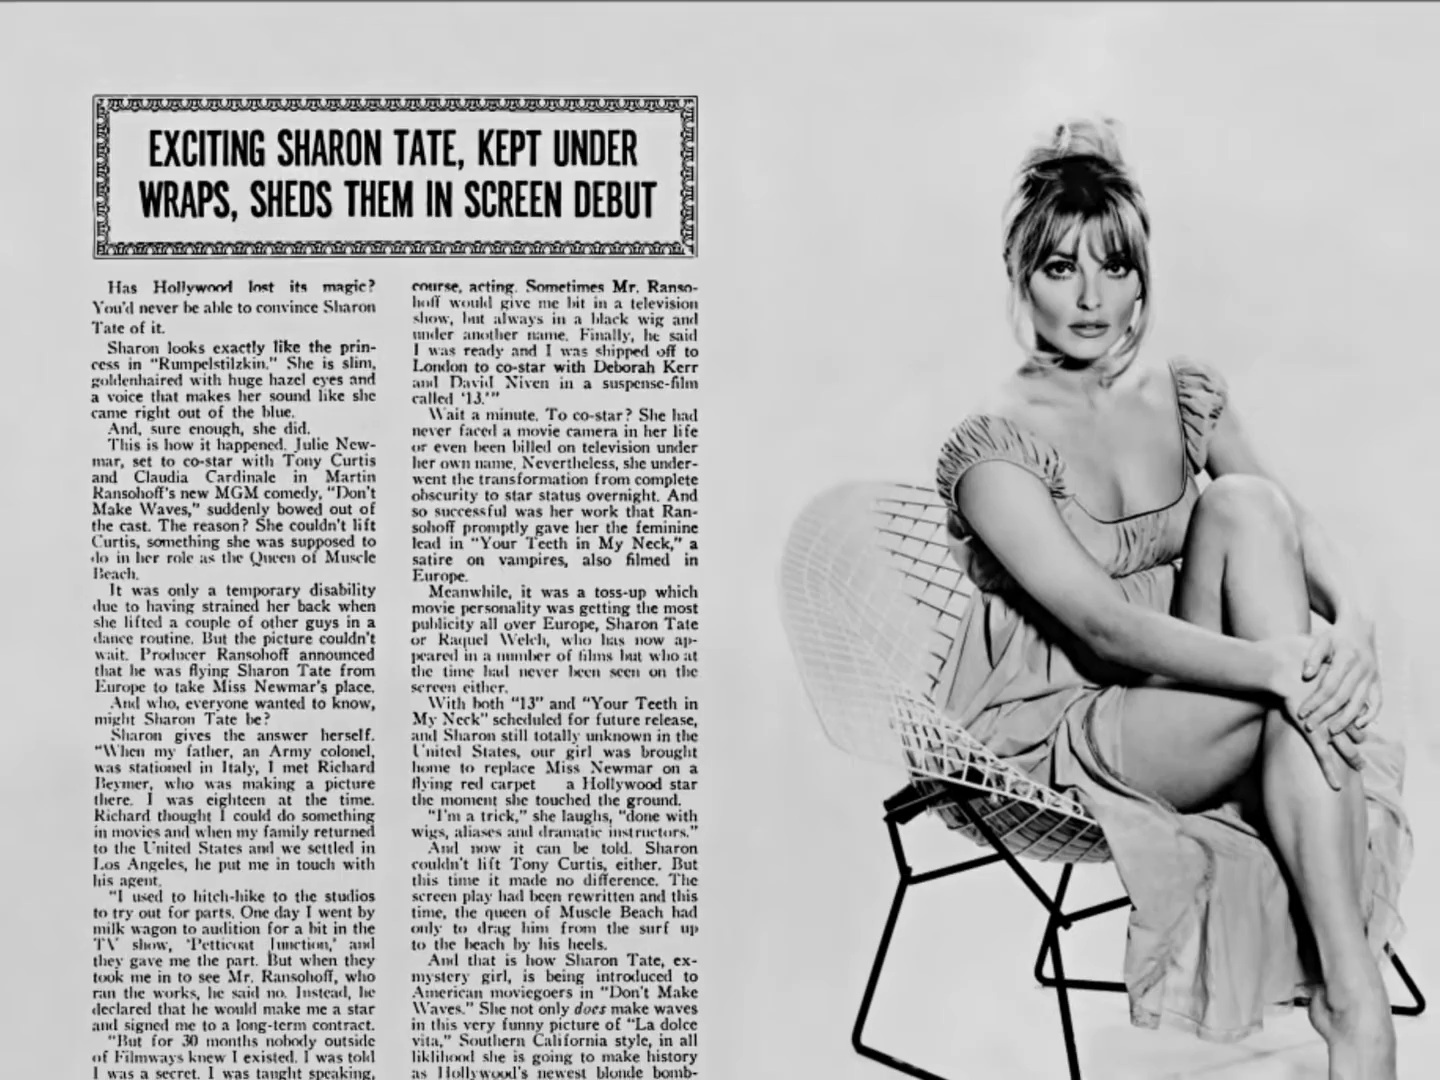 EXCITING SHARON TATE, KEPT UNDER
WRAPS, SHEDS THEM IN SCREEN DEBUT
Has Hollywood lost its magic?
You'd never be able to convince Sharon
Tate of it.
Sharon looks exactly like the prin-
cess in "Rumpelstilzkin." She is slim,
goldenhaired with huge hazel eyes and
a voice that makes her sound like she
came right out of the blue.
And, sure enough, she did.
This is how it happened. Julie New-
mar, set to co-star with Tony Curtis
and Claudia Cardinale in Martin
Ransohoff's new MGM comedy, "Don't
Make Waves," suddenly bowed out of
the cast. The reason? She couldn't lift
Curtis, something she was supposed to
do in her role as the Queen of Muscle
Beach.
It was only a temporary disability
due to having strained her back when
she lifted a couple of other guys in a
dance routine. But the picture couldn't
wait. Producer Ransohoff announced
that he was flying Sharon Tate from
Europe to take Miss Newmar's place.
And who, everyone wanted to know,
might Sharon Tate be?
Sharon gives the answer herself.
"When my father, an Army colonel,
was stationed in Italy, I met Richard
Beymer, who was making a picture
there. I was eighteen at the time.
Richard thought I could do something
in movies and when my family returned
to the United States and we settled in
Los Angeles, he put me in touch with
his agent.
"I used to hitch-hike to the studios
to try out for parts. One day I went by
milk wagon to audition for a bit in the
TV show, 'Petticoat Junction,' and
they gave me the part. But when they
took me in to see Mr. Ransohoff, who
ran the works, he said no. Instead, he
declared that he would make me a star
and signed me to a long-term contract.
"But for 30 months nobody outside
of Filmways knew I existed. I was told
I was a secret. I was taught speaking,
course, acting. Sometimes Mr. Ranso-
hoff would give me bit in a television
show, but always in a black wig and
under another name. Finally, he said
I was ready and I was shipped off to
London to co-star with Deborah Kerr
and David Niven in a suspense-film
called '13.'"
Wait a minute. To co-star? She had
never faced a movie camera in her life
or even been billed on television under
her own name. Nevertheless, she under-
went the transformation from complete
obscurity to star status overnight. And
so successful was her work that Ran-
sohoff promptly gave her the feminine
lead in "Your Teeth in My Neck," a
satire on vampires, also filmed in
Europe.
Meanwhile, it was a toss-up which
movie personality was getting the most
publicity all over Europe, Sharon Tate
or Raquel Welch, who has now ap-
peared in a number of films but who at
the time had never been seen on the
screen either.
With both "13" and "Your Teeth in
My Neck" scheduled for future release,
and Sharon still totally unknown in the
United States, our girl was brought
home to replace Miss Newmar on a
flying red carpet a Hollywood star
the moment she touched the ground.
"I'm a trick," she laughs, "done with
wigs, aliases and dramatic instructors."
And now it can be told. Sharon
couldn't lift Tony Curtis, either. But
this time it made no difference. The
screen play had been rewritten and this
time, the queen of Muscle Beach had
only to drag him from the surf up
to the beach by his heels.
And that is how Sharon Tate, ex-
mystery girl, is being introduced to
American moviegoers in "Don't Make
Waves." She not only does make waves
in this very funny picture of "La dolce
vita," Southern California style, in all
liklihood she is going to make history
as Hollywood's newest blonde bomb-